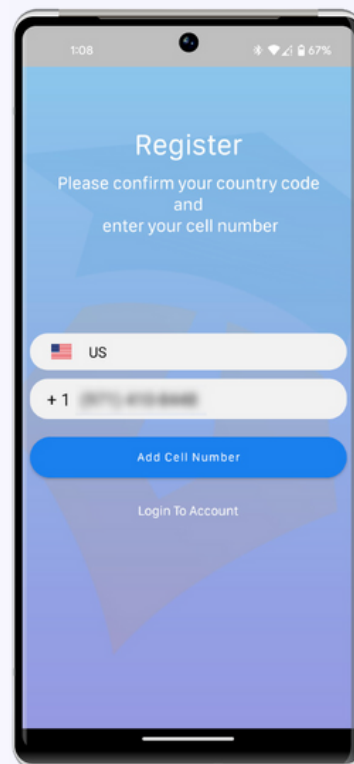 1:08
67%
Register
Please confirm your country code
and
enter your cell number
US
+ 1
Add Cell Number
Login To Account